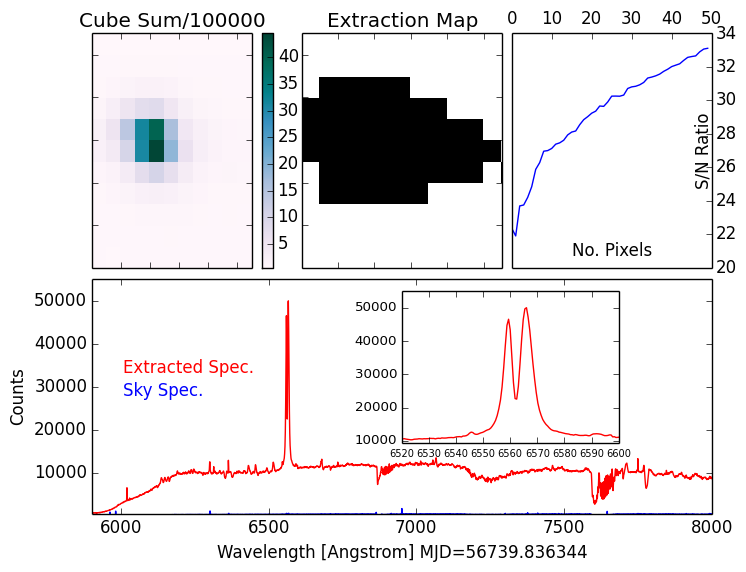 Cube Sum/100000
40
35
30
25
20
15
10
5
Extraction Map
0 10 20 30 40 50
34
32
30
28
26
24
22
20
S/N Ratio
No. Pixels
50000
40000
30000
20000
10000
Counts
Extracted Spec.
Sky Spec.
50000
40000
30000
20000
10000
6520 6530 6540 6550 6560 6570 6580 6590 6600
6000 6500 7000 7500 8000
Wavelength [Angstrom] MJD=56739.836344